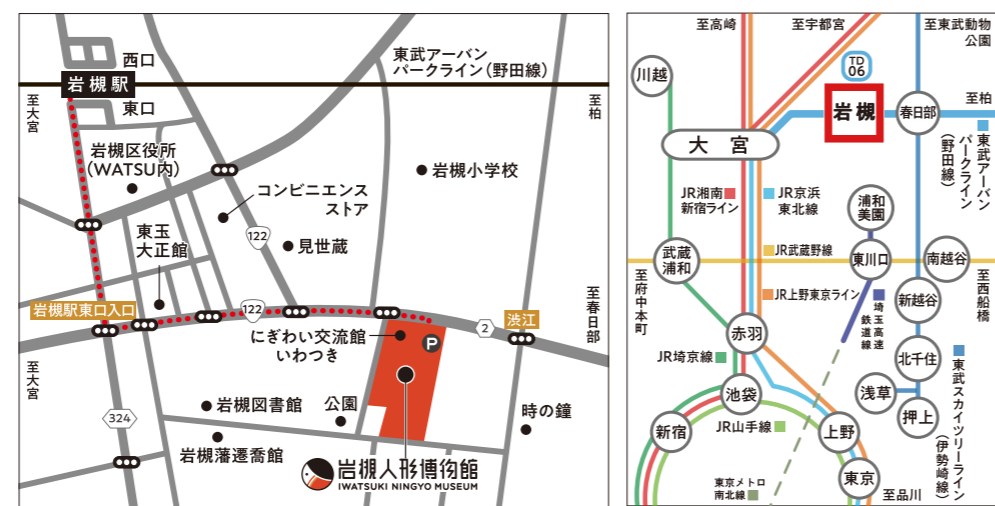 西口
岩槻駅
東口
至大宮
東武アーバン
パークライン(野田線)
至柏
岩槻区役所
(WATSU内)
コンビニエンス
ストア
岩槻小学校
122
見世蔵
東玉
大正館
岩槻駅東口入口
122
にぎわい交流館
いわつき
P
2
渋江
至春日部
至大宮
324
岩槻図書館
公園
時の鐘
岩槻藩遷喬館
岩槻人形博物館
IWATSUKI NINGYO MUSEUM
至高崎
至宇都宮
至東武動物
公園
TD
06
川越
岩槻
春日部
至柏
大宮
東武アーバン
パークライン
(野田線)
JR湘南
新宿ライン
JR京浜
東北線
浦和
美園
武蔵
浦和
JR武蔵野線
東川口
南越谷
至府中本町
JR上野東京ライン
埼玉高速
鉄道線
新越谷
至西船橋
赤羽
JR埼京線
北千住
東武スカイツリーライン
(伊勢崎線)
池袋
浅草
押上
新宿
JR山手線
上野
東京
東京メトロ
南北線
至品川